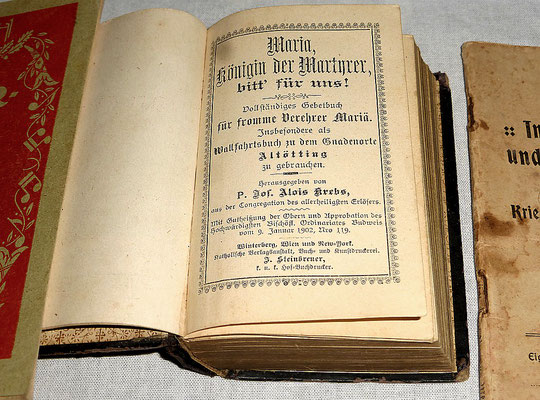 Maria,
Königin der Martyrer,
bitt' für uns!
Vollständiges Gebetbuch
für fromme Verehrer Mariä.
Insbesondere als
Wallfahrtsbuch zu dem Gnadenorte
Altötting
zu gebrauchen.
Herausgegeben von
P. Jos. Alois Krebs,
aus der Congregation des allerheiligsten Erlösers.
Mit Gutheißung der Obern und Approbation des
Hochwürdigsten Bischöfl. Ordinariates Budweis
vom 9. Januar 1902, Nro 119.
Winterberg, Wien und New-York.
Katholische Verlagsanstalt, Buch- und Kunstdruckerei.
J. Steinbrener,
k. u. k. Hof-Buchdrucker.
:: In
und
Krie
Eig